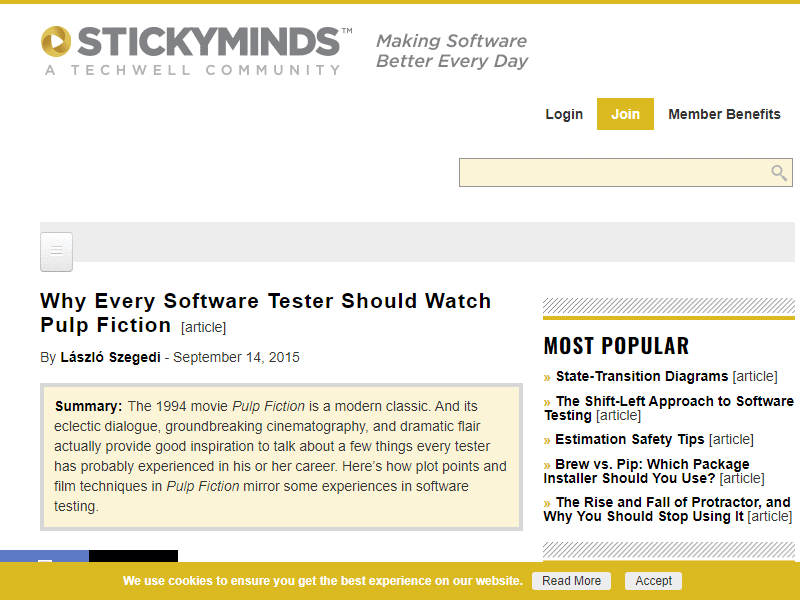 STICKYMINDS™
A TECHWELL COMMUNITY
Making Software
Better Every Day
Login
Join
Member Benefits
Why Every Software Tester Should Watch
Pulp Fiction [article]
By László Szegedi - September 14, 2015
Summary: The 1994 movie Pulp Fiction is a modern classic. And its
eclectic dialogue, groundbreaking cinematography, and dramatic flair
actually provide good inspiration to talk about a few things every tester
has probably experienced in his or her career. Here’s how plot points and
film techniques in Pulp Fiction mirror some experiences in software
testing.
MOST POPULAR
» State-Transition Diagrams [article]
» The Shift-Left Approach to Software
Testing [article]
» Estimation Safety Tips [article]
» Brew vs. Pip: Which Package
Installer Should You Use? [article]
» The Rise and Fall of Protractor, and
Why You Should Stop Using It [article]
We use cookies to ensure you get the best experience on our website.
Read More
Accept